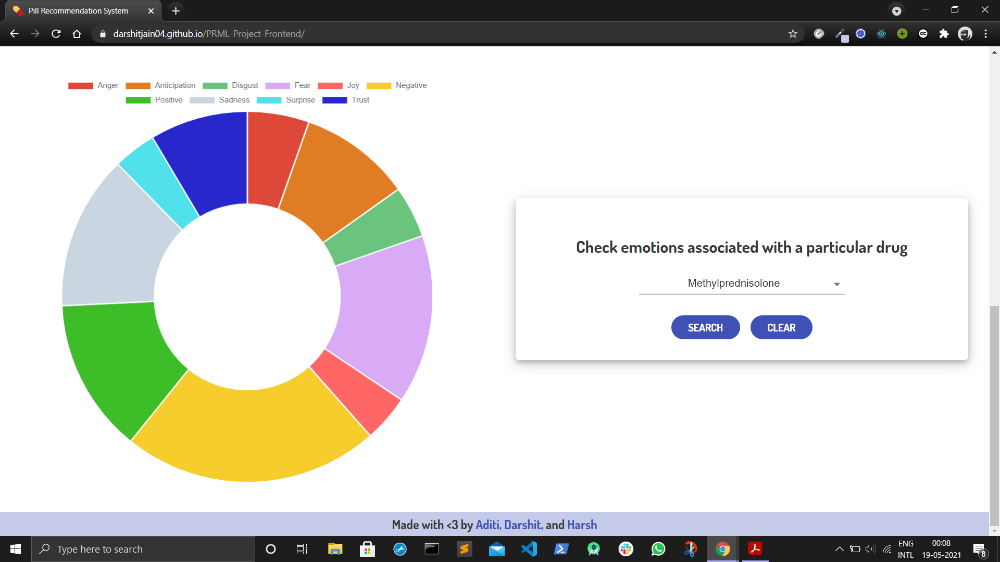 Pill Recommendation System
darshitjain04.github.io/PRML-Project-Frontend/
Anger Anticipation Disgust Fear Joy Negative
Positive Sadness Surprise Trust
Check emotions associated with a particular drug
Methylprednisolone
SEARCH CLEAR
Made with <3 by Aditi, Darshit, and Harsh
Type here to search
ENG
INTL
00:08
19-05-2021
8